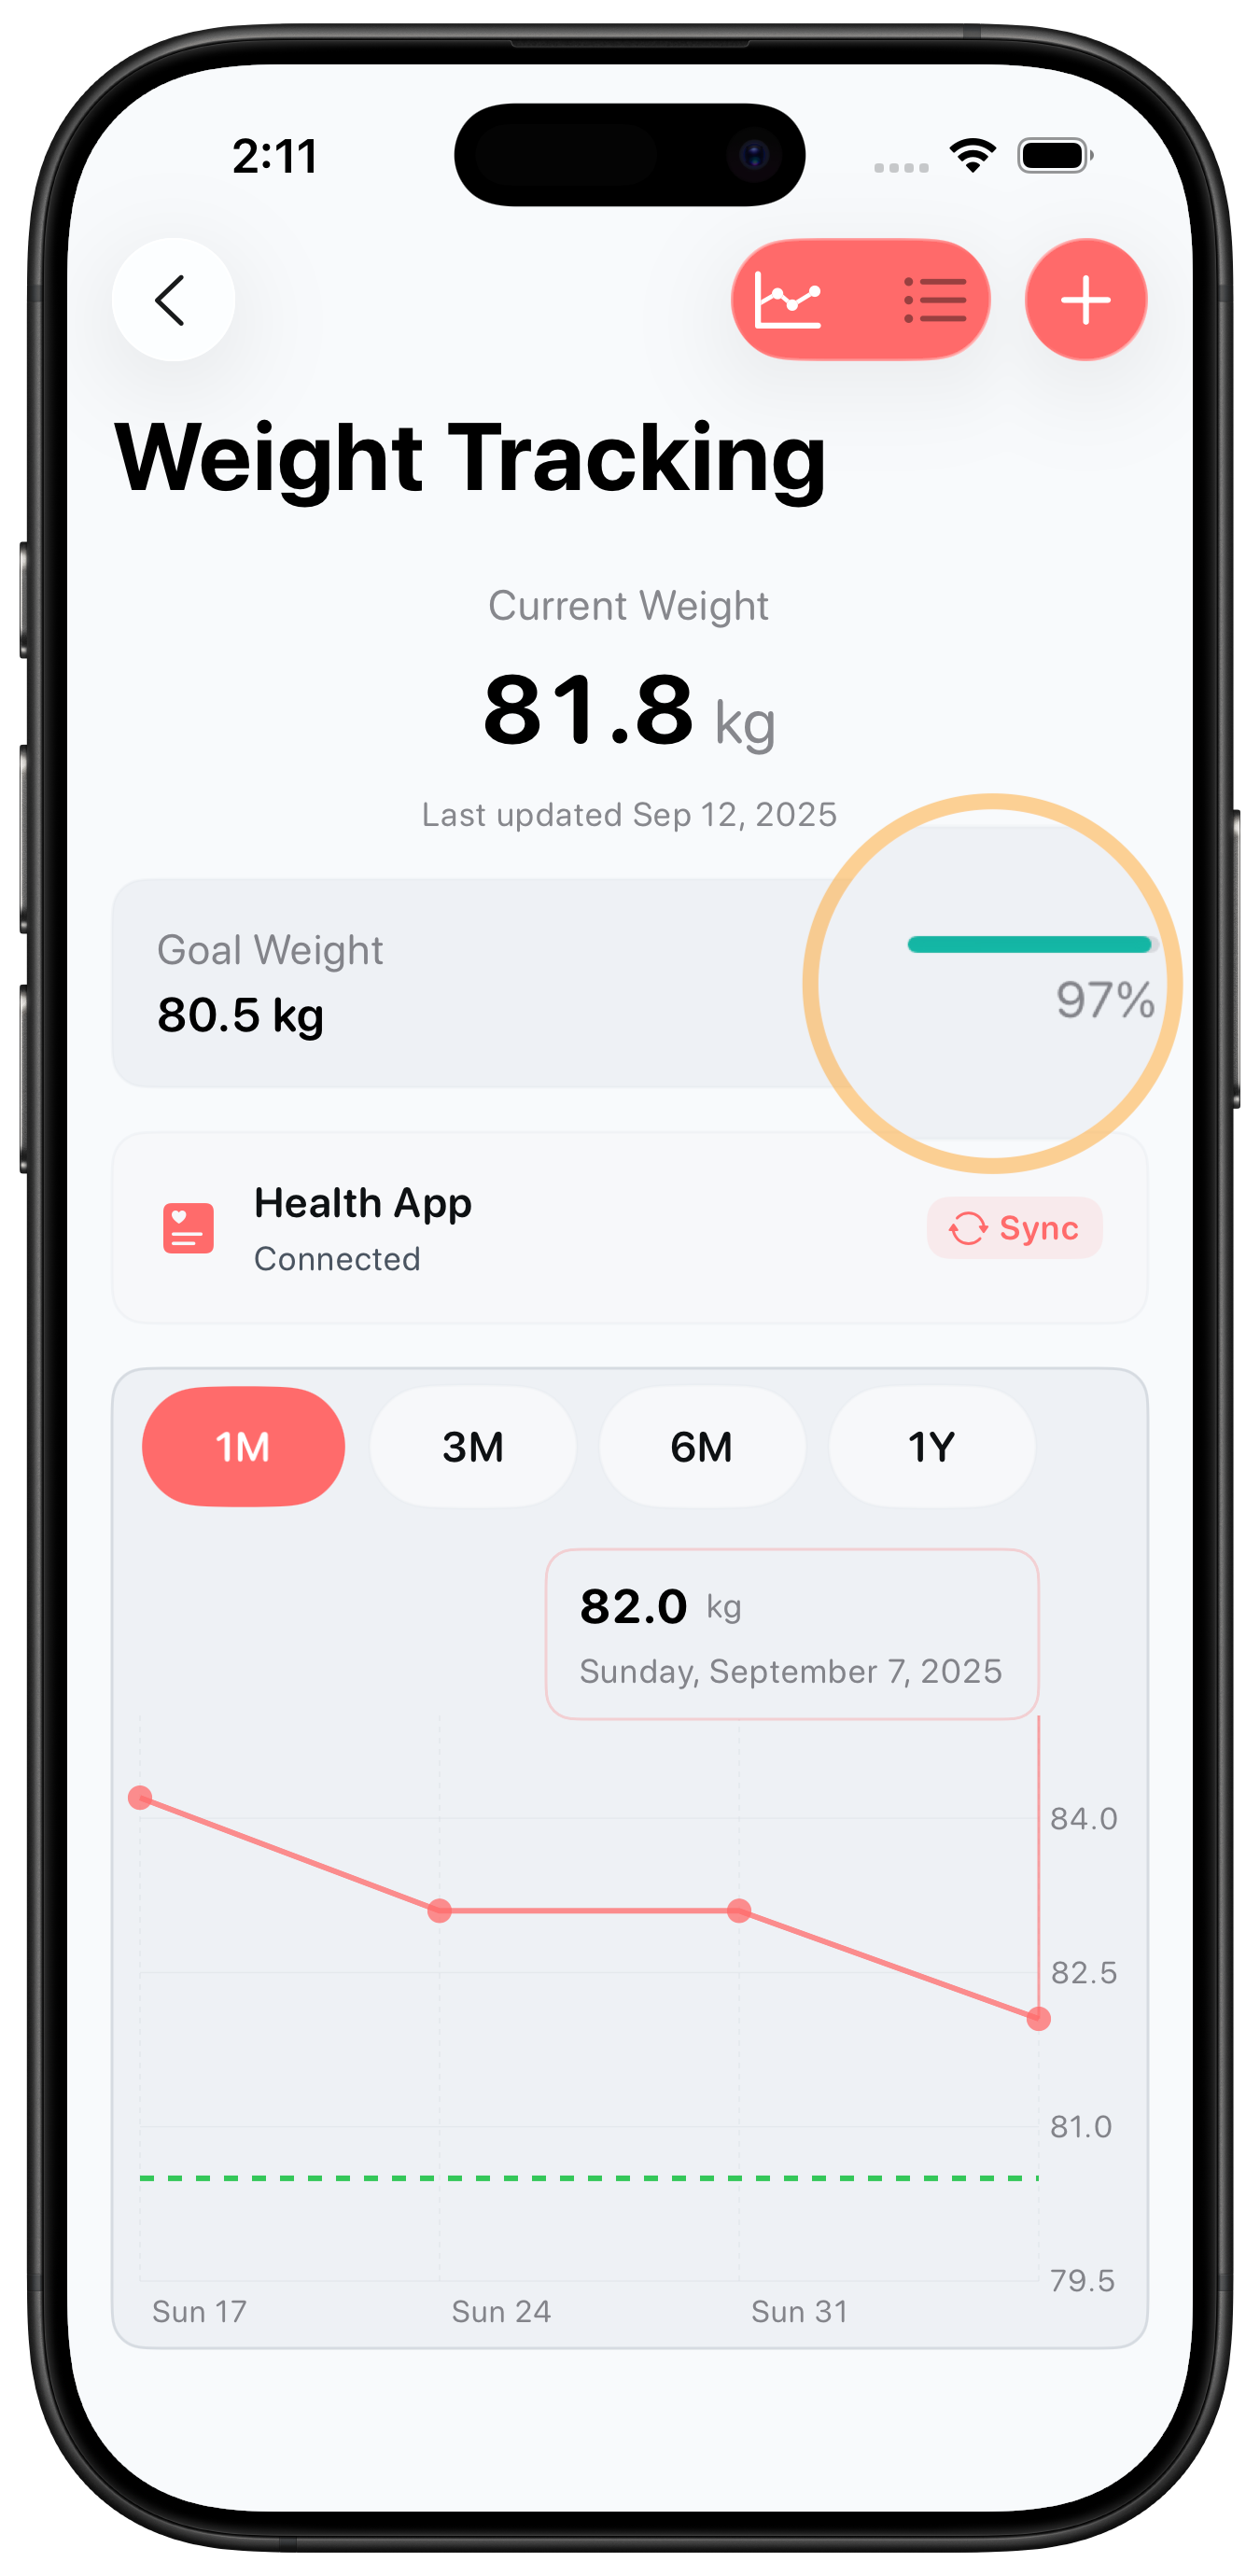 2:11
Weight Tracking
Current Weight
81.8 kg
Last updated Sep 12, 2025
Goal Weight
80.5 kg
97%
Health App
Connected
Sync
1M 3M 6M 1Y
82.0 kg
Sunday, September 7, 2025
84.0
82.5
81.0
79.5
Sun 17 Sun 24 Sun 31